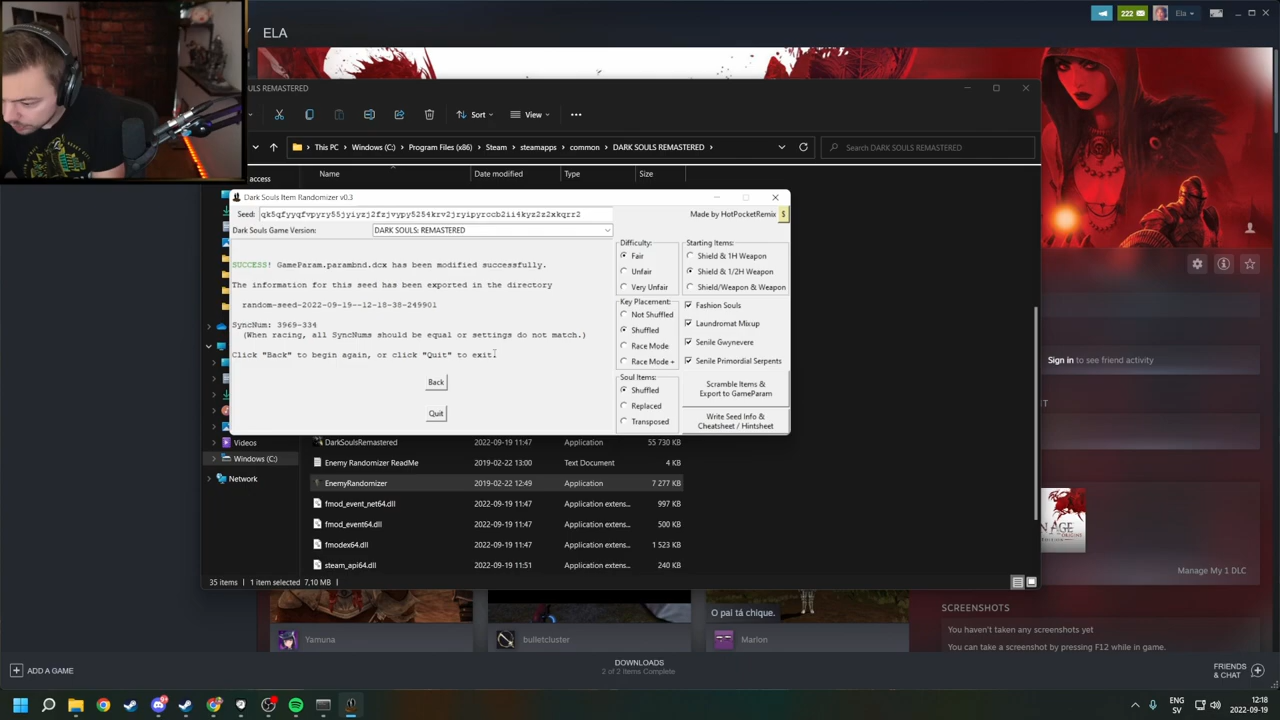 ELA
222
Ela
LS REMASTERED
Sort
View
This PC
Windows (C:)
Program Files (x86)
Steam
steamapps
common
DARK SOULS REMASTERED
Search DARK SOULS REMASTERED
access
Name
Date modified
Type
Size
Dark Souls Item Randomizer v0.3
Seed:
qk5qfyyqfvpyry55jyiyzj2fzjvypy5254krv2jryipyrocb2ii4kyz2z2xkqrr2
Made by HotPocketRemix
$
Dark Souls Game Version:
DARK SOULS: REMASTERED
SUCCESS! GameParam.parambnd.dcx has been modified successfully.
The information for this seed has been exported in the directory
random-seed-2022-09-19--12-18-38-249901
SyncNum: 3969-334
(When racing, all SyncNums should be equal or settings do not match.)
Click "Back" to begin again, or click "Quit" to exit.
Back
Quit
Difficulty:
Fair
Unfair
Very Unfair
Key Placement:
Not Shuffled
Shuffled
Race Mode
Race Mode +
Soul Items:
Shuffled
Replaced
Transposed
Starting Items:
Shield & 1H Weapon
Shield & 1/2H Weapon
Shield/Weapon & Weapon
Fashion Souls
Laundromat Mixup
Senile Gwynevere
Senile Primordial Serpents
Scramble Items &
Export to GameParam
Write Seed Info &
Cheatsheet / Hintsheet
Videos
Windows (C:)
Network
DarkSoulsRemastered
2022-09-19 11:47
Application
55 730 KB
Enemy Randomizer ReadMe
2019-02-22 13:00
Text Document
4 KB
EnemyRandomizer
2019-02-22 12:49
Application
7 277 KB
fmod_event_net64.dll
2022-09-19 11:47
Application extens...
997 KB
fmod_event64.dll
2022-09-19 11:47
Application extens...
500 KB
fmodex64.dll
2022-09-19 11:47
Application extens...
1 523 KB
steam_api64.dll
2022-09-19 11:51
Application extens...
240 KB
35 items
1 item selected 7,10 MB
Sign in to see friend activity
Manage My 1 DLC
SCREENSHOTS
You haven't taken any screenshots yet
You can take a screenshot by pressing F12 while in game.
O pai tá chique.
Yamuna
bulletcluster
Marlon
ADD A GAME
DOWNLOADS
2 of 2 Items Complete
FRIENDS
& CHAT
ENG
SV
12:18
2022-09-19